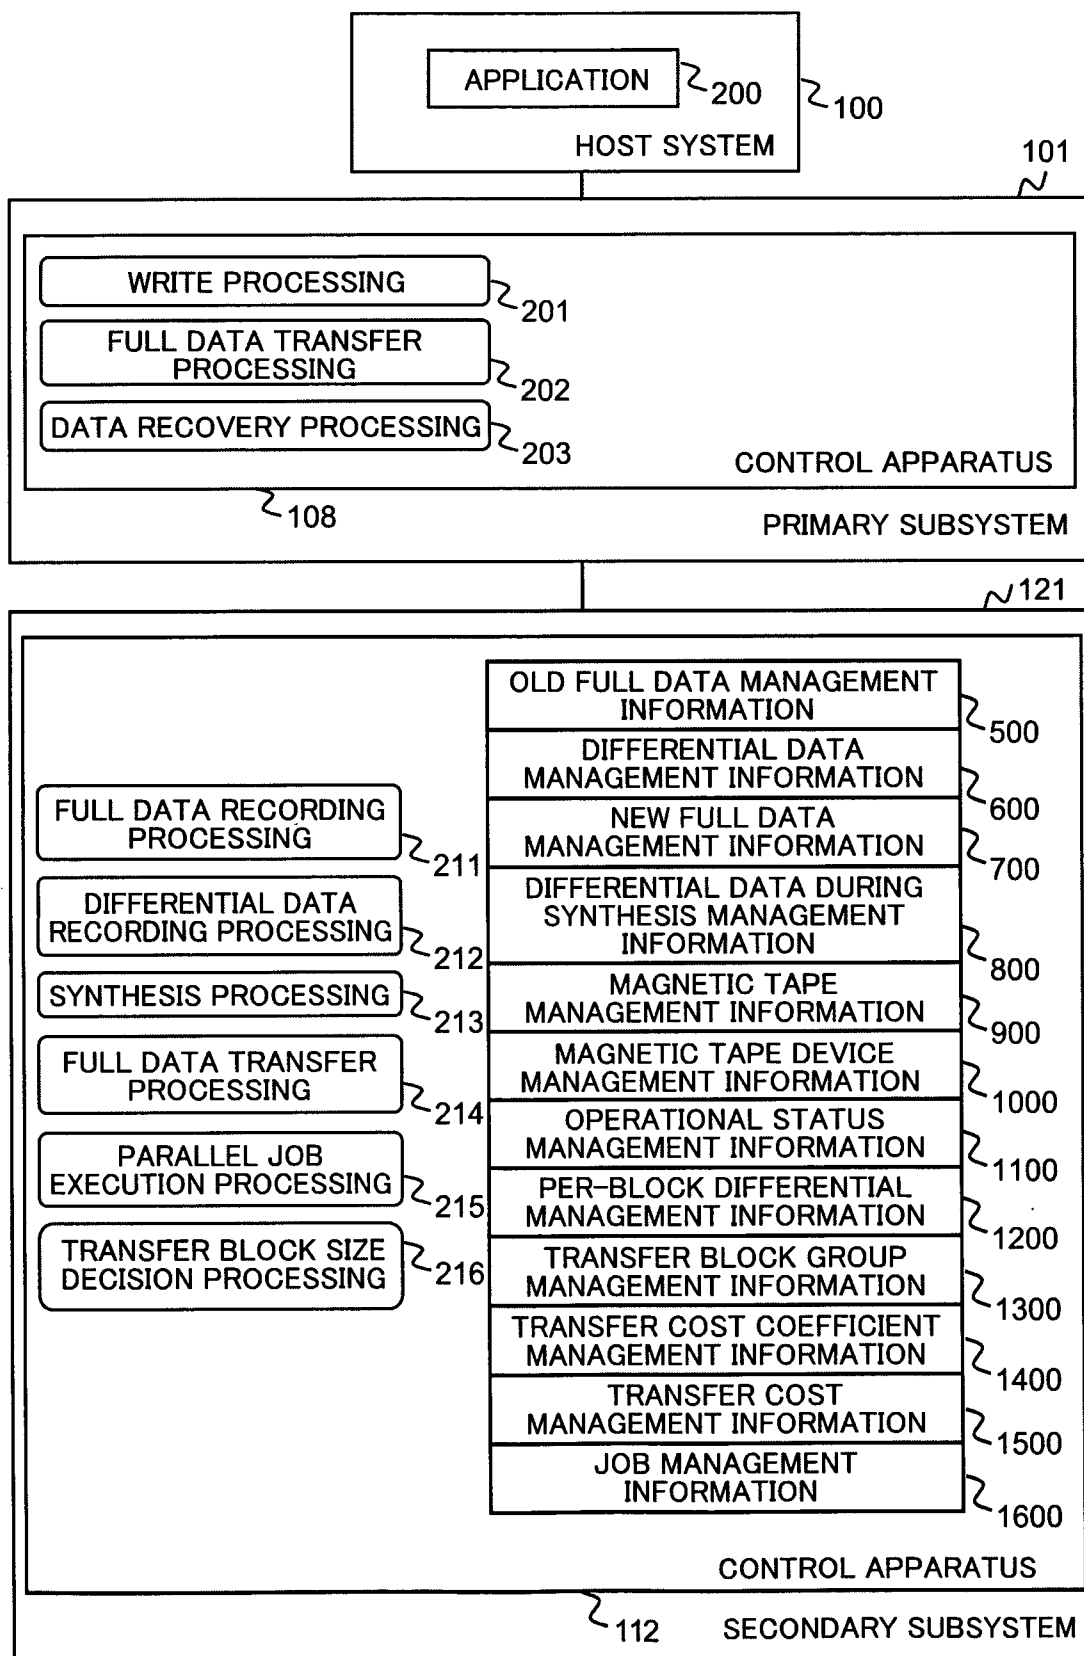 APPLICATION
200
100
HOST SYSTEM
101
WRITE PROCESSING
201
FULL DATA TRANSFER
PROCESSING
202
DATA RECOVERY PROCESSING
203
CONTROL APPARATUS
108
PRIMARY SUBSYSTEM
121
OLD FULL DATA MANAGEMENT
INFORMATION
500
DIFFERENTIAL DATA
MANAGEMENT INFORMATION
600
NEW FULL DATA
MANAGEMENT INFORMATION
700
DIFFERENTIAL DATA DURING
SYNTHESIS MANAGEMENT
INFORMATION
800
MAGNETIC TAPE
MANAGEMENT INFORMATION
900
MAGNETIC TAPE DEVICE
MANAGEMENT INFORMATION
1000
OPERATIONAL STATUS
MANAGEMENT INFORMATION
1100
PER-BLOCK DIFFERENTIAL
MANAGEMENT INFORMATION
1200
TRANSFER BLOCK GROUP
MANAGEMENT INFORMATION
1300
TRANSFER COST COEFFICIENT
MANAGEMENT INFORMATION
1400
TRANSFER COST
MANAGEMENT INFORMATION
1500
JOB MANAGEMENT
INFORMATION
1600
FULL DATA RECORDING
PROCESSING
211
DIFFERENTIAL DATA
RECORDING PROCESSING
212
SYNTHESIS PROCESSING
213
FULL DATA TRANSFER
PROCESSING
214
PARALLEL JOB
EXECUTION PROCESSING
215
TRANSFER BLOCK SIZE
DECISION PROCESSING
216
CONTROL APPARATUS
112
SECONDARY SUBSYSTEM